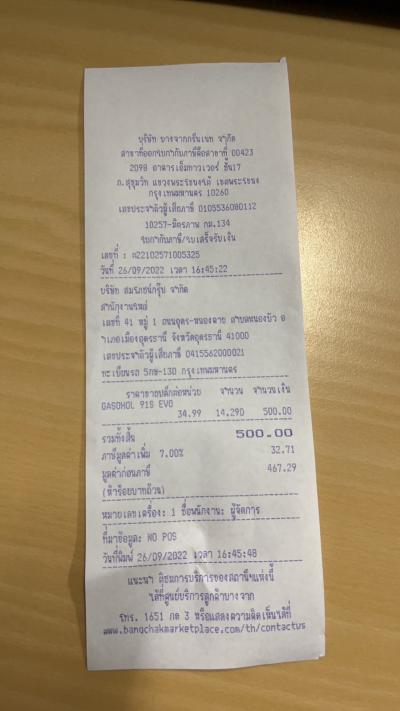 บริษัท บางจากกรีนเนท จำกัด
สาขาที่ออกใบกำกับภาษีคือสาขาที่ 00423
2098 อาคารเอ็มทาวเวอร์ ชั้น17
ถ.สุขุมวิท แขวงพระโขนงใต้ เขตพระโขนง
กรุงเทพมหานคร 10260
เลขประจำตัวผู้เสียภาษี 0105536080112
10257-มิตรภาพ กม.134
ใบกำกับภาษี/ใบเสร็จรับเงิน
เลขที่ : W22102571005325
วันที่ 26/09/2022 เวลา 16:45:22
บริษัท สมโภชน์กรุ๊ป จำกัด
สำนักงานใหญ่
เลขที่ 41 หมู่ 1 ถนนอุดร-หนองคาย ตำบลหนองบัว อ
ำเภอเมืองอุดรธานี จังหวัดอุดรธานี 41000
เลขประจำตัวผู้เสียภาษี 0415562000021
ทะเบียนรถ 5กษ-130 กรุงเทพมหานคร
ราคาขายปลีกต่อหน่วย จำนวน จำนวนเงิน
GASOHOL 91S EVO
34.99 14.290 500.00
รวมทั้งสิ้น 500.00
ภาษีมูลค่าเพิ่ม 7.00% 32.71
มูลค่าก่อนภาษี 467.29
(ห้าร้อยบาทถ้วน)
หมายเลขเครื่อง: 1 ชื่อพนักงาน: ผู้จัดการ
ที่มาข้อมูล: NO POS
วันที่พิมพ์ 26/09/2022 เวลา 16:45:48
แนะนำ ติชมการบริการของสถานีฯแห่งนี้
ได้ที่ศูนย์บริการลูกค้าบางจาก
โทร. 1651 กด 3 หรือแสดงความคิดเห็นได้ที่
www.bangchakmarketplace.com/th/contactus